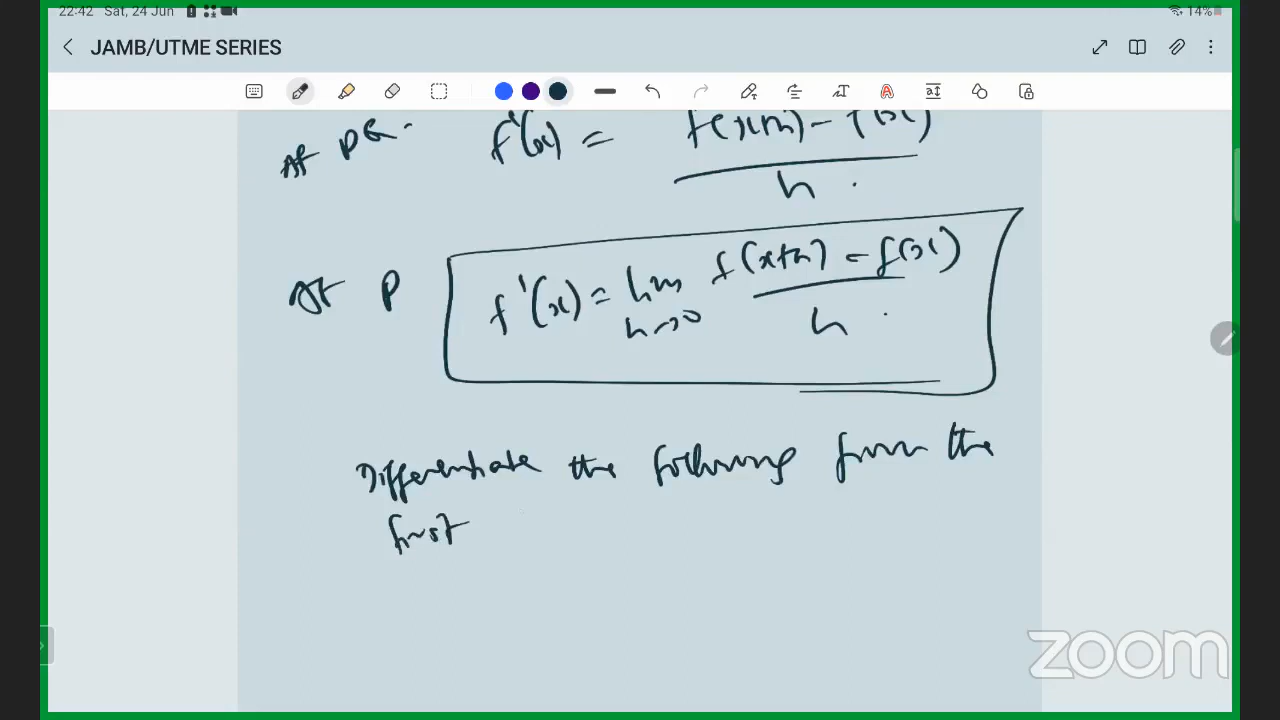 22:42 Sat, 24 Jun
14%
JAMB/UTME SERIES
At PQ. f'(x) = f(x+h) - f(x)
h.
At P f'(x) = lim f(x+h) - f(x)
h→0 h.
Differentiate the following from the
first
zoom